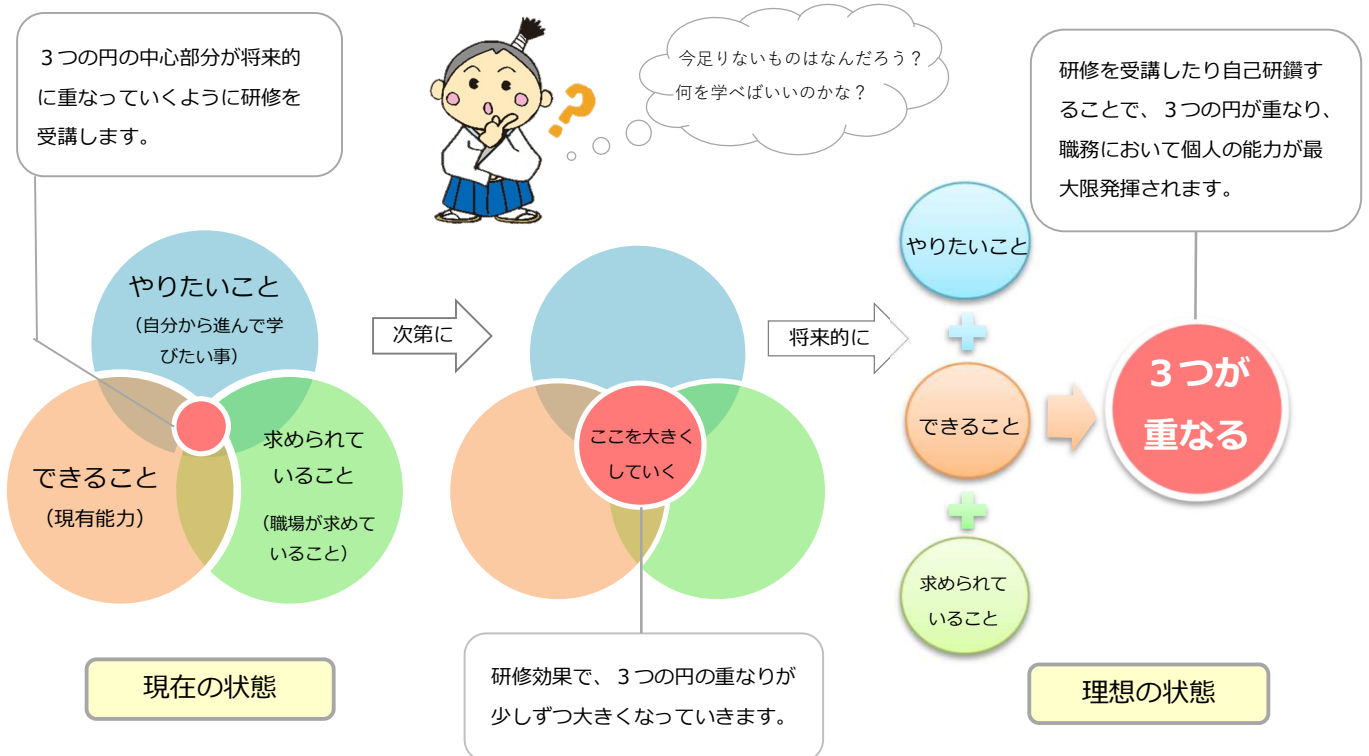 ３つの円の中心部分が将来的
に重なっていくように研修を
受講します。
今足りないものはなんだろう？
何を学べばいいのかな？
研修を受講したり自己研鑽す
ることで、３つの円が重なり、
職務において個人の能力が最
大限発揮されます。
やりたいこと
（自分から進んで学
びたい事）
できること
（現有能力）
求められて
いること
（職場が求めて
いること）
次第に
ここを大きく
していく
将来的に
やりたいこと
できること
求められて
いること
３つが
重なる
現在の状態
研修効果で、３つの円の重なりが
少しずつ大きくなっていきます。
理想の状態